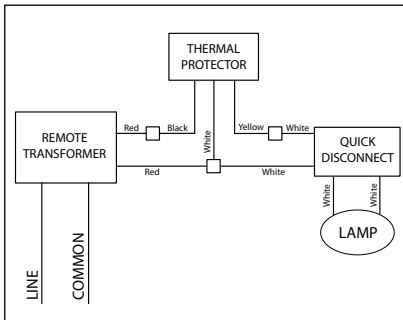 THERMAL
PROTECTOR
Red
Black
White
Yellow
White
REMOTE
TRANSFORMER
QUICK
DISCONNECT
Red
White
White
White
LAMP
LINE
COMMON